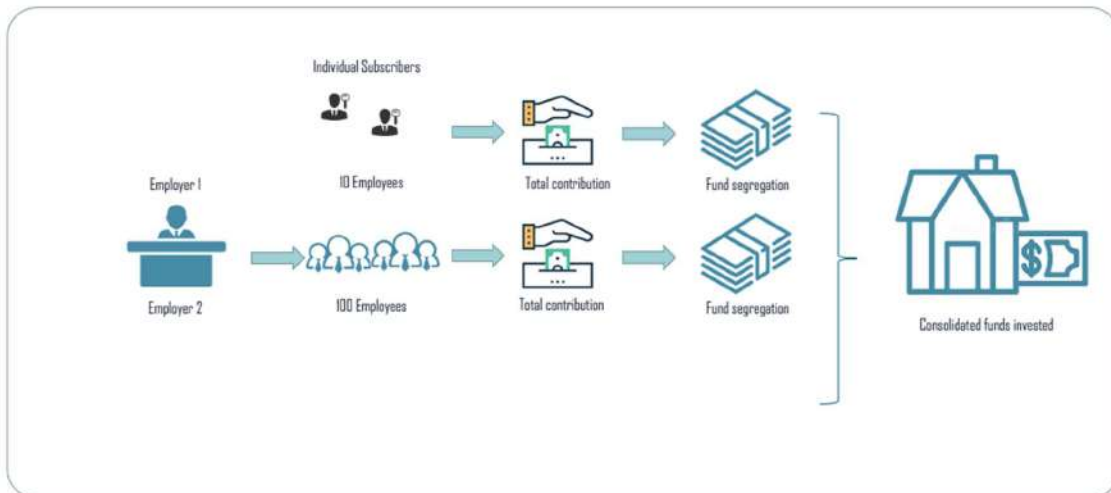 Individual Subscribers
Employer 1
10 Employees
Total contribution
Fund segregation
Employer 2
100 Employees
Total contribution
Fund segregation
$
Consolidated funds invested